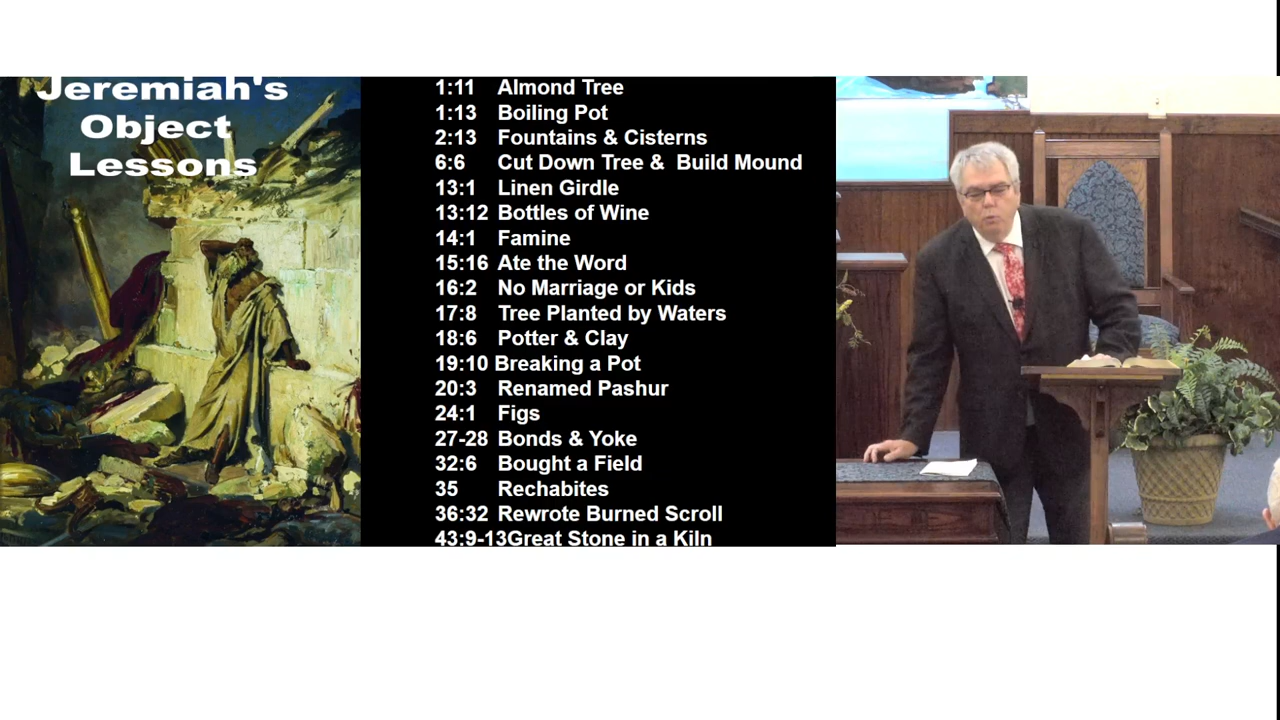 Jeremiah's
Object
Lessons
1:11 Almond Tree
1:13 Boiling Pot
2:13 Fountains & Cisterns
6:6 Cut Down Tree & Build Mound
13:1 Linen Girdle
13:12 Bottles of Wine
14:1 Famine
15:16 Ate the Word
16:2 No Marriage or Kids
17:8 Tree Planted by Waters
18:6 Potter & Clay
19:10 Breaking a Pot
20:3 Renamed Pashur
24:1 Figs
27-28 Bonds & Yoke
32:6 Bought a Field
35 Rechabites
36:32 Rewrote Burned Scroll
43:9-13Great Stone in a Kiln